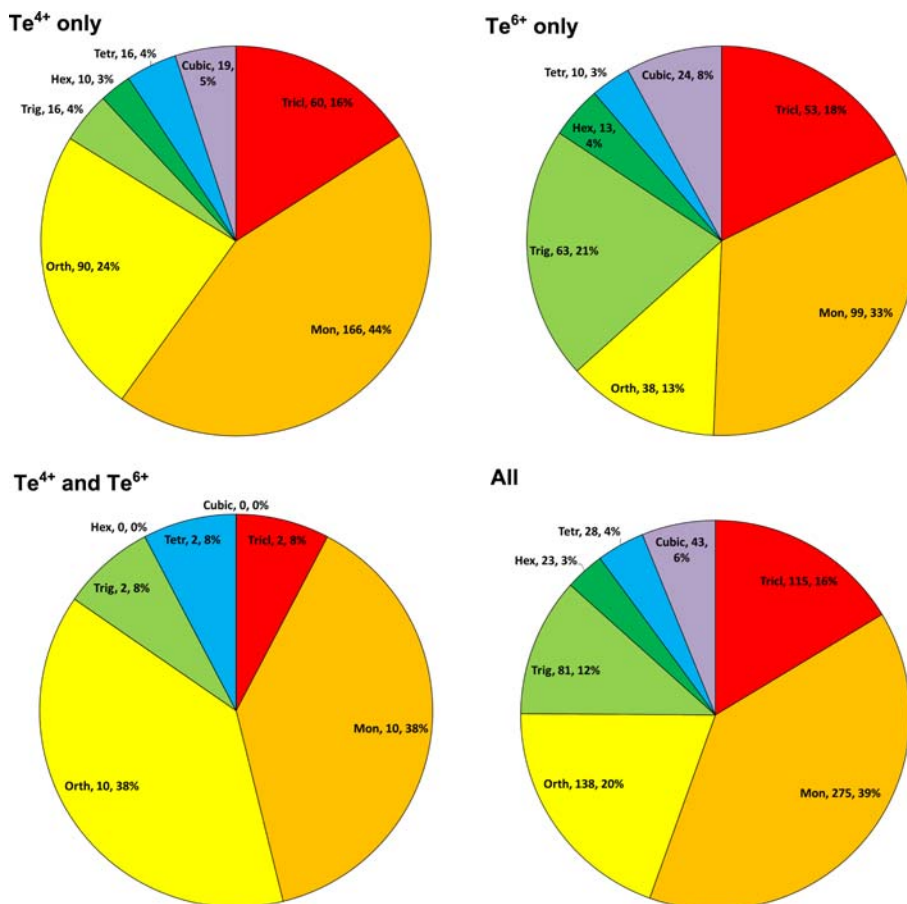 Te⁴⁺ only
Tetr, 16, 4%
Cubic, 19,
5%
Hex, 10, 3%
Tricl, 60, 16%
Trig, 16, 4%
Orth, 90, 24%
Mon, 166, 44%
Te⁶⁺ only
Tetr, 10, 3%
Cubic, 24, 8%
Tricl, 53, 18%
Hex, 13,
4%
Trig, 63, 21%
Mon, 99, 33%
Orth, 38, 13%
Te⁴⁺ and Te⁶⁺
Cubic, 0, 0%
Hex, 0, 0%
Tetr, 2, 8%
Tricl, 2, 8%
Trig, 2, 8%
Mon, 10, 38%
Orth, 10, 38%
All
Tetr, 28, 4%
Cubic, 43,
6%
Hex, 23, 3%
Tricl, 115, 16%
Trig, 81, 12%
Orth, 138, 20%
Mon, 275, 39%